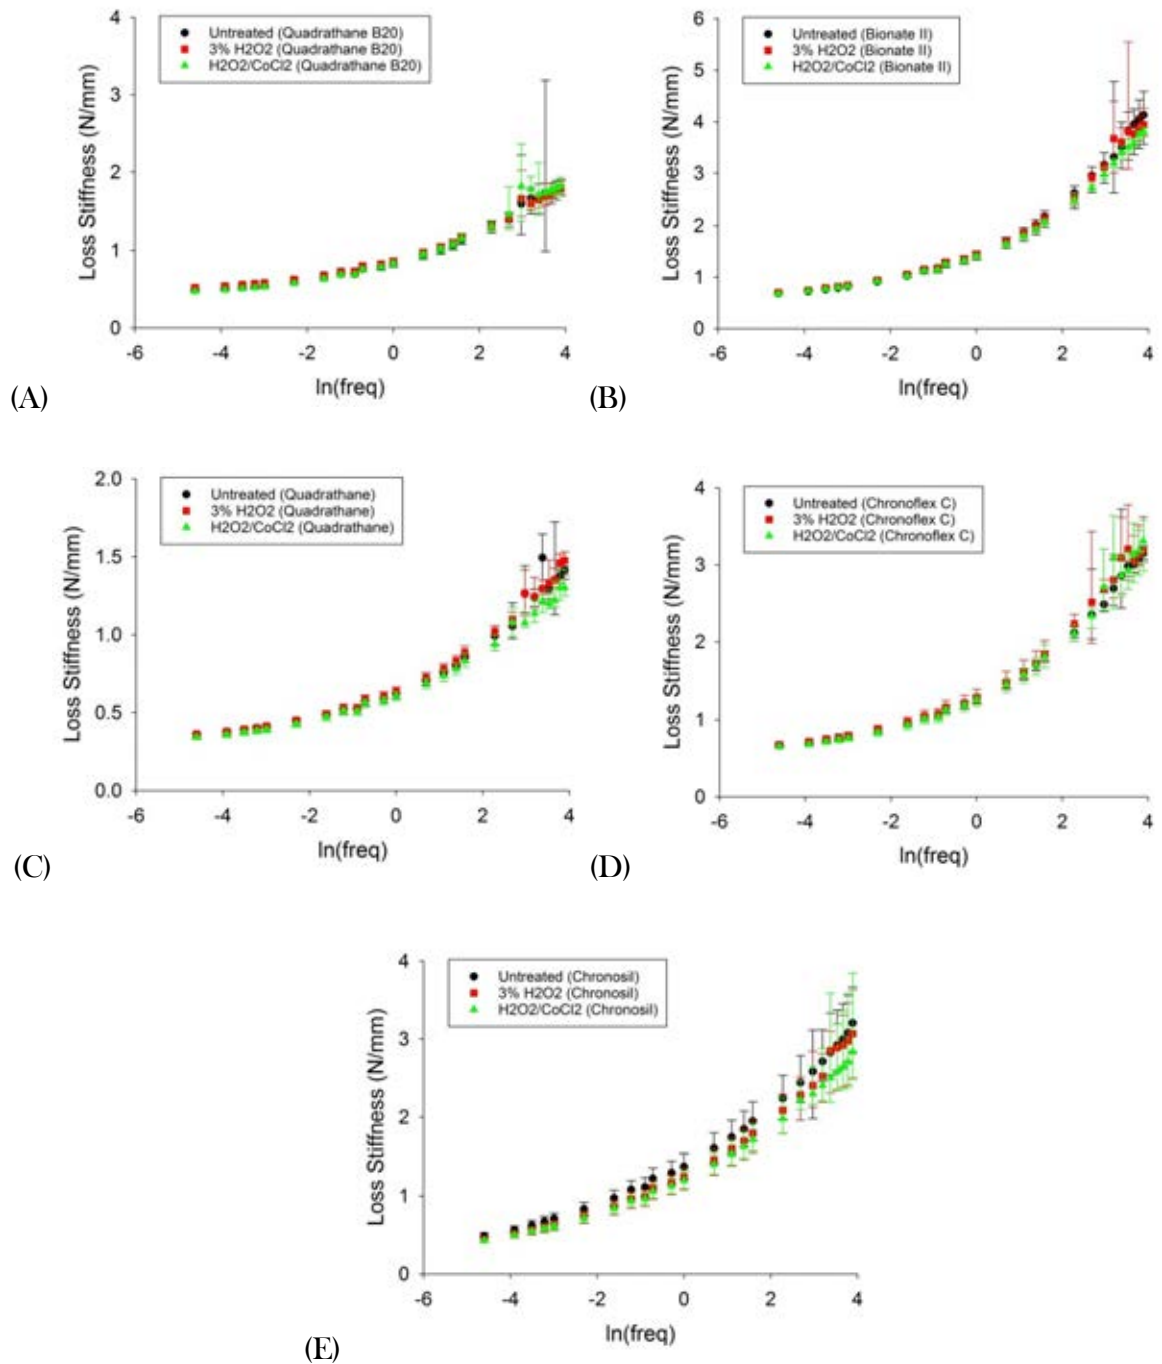 4
Untreated (Quadrathane B20)
3% H2O2 (Quadrathane B20)
H2O2/CoCl2 (Quadrathane B20)
3
2
1
0
Loss Stiffness (N/mm)
-6 -4 -2 0 2 4
ln(freq)
(A)
6
Untreated (Bionate II)
3% H2O2 (Bionate II)
H2O2/CoCl2 (Bionate II)
5
4
3
2
1
0
Loss Stiffness (N/mm)
-6 -4 -2 0 2 4
ln(freq)
(B)
2.0
Untreated (Quadrathane)
3% H2O2 (Quadrathane)
H2O2/CoCl2 (Quadrathane)
1.5
1.0
0.5
0.0
Loss Stiffness (N/mm)
-6 -4 -2 0 2 4
ln(freq)
(C)
4
Untreated (Chronoflex C)
3% H2O2 (Chronoflex C)
H2O2/CoCl2 (Chronoflex C)
3
2
1
0
Loss Stiffness (N/mm)
-6 -4 -2 0 2 4
ln(freq)
(D)
4
Untreated (Chronosil)
3% H2O2 (Chronosil)
H2O2/CoCl2 (Chronosil)
3
2
1
0
Loss Stiffness (N/mm)
-6 -4 -2 0 2 4
ln(freq)
(E)